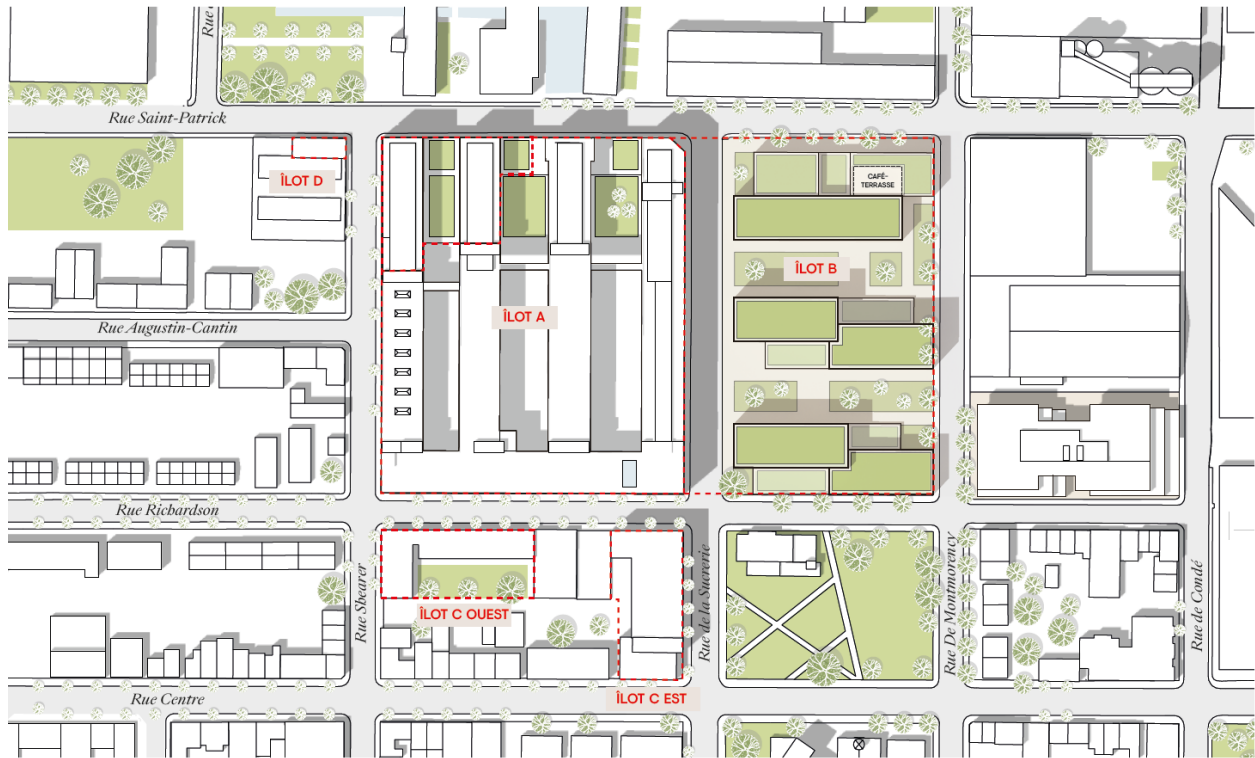 Rue
Rue Saint-Patrick
ÎLOT D
CAFÉ-
TERRASSE
ÎLOT B
ÎLOT A
Rue Augustin-Cantin
Rue Richardson
Rue Shearer
Rue de la Sucrerie
Rue De Montmorency
Rue de Condé
ÎLOT C OUEST
ÎLOT C EST
Rue Centre